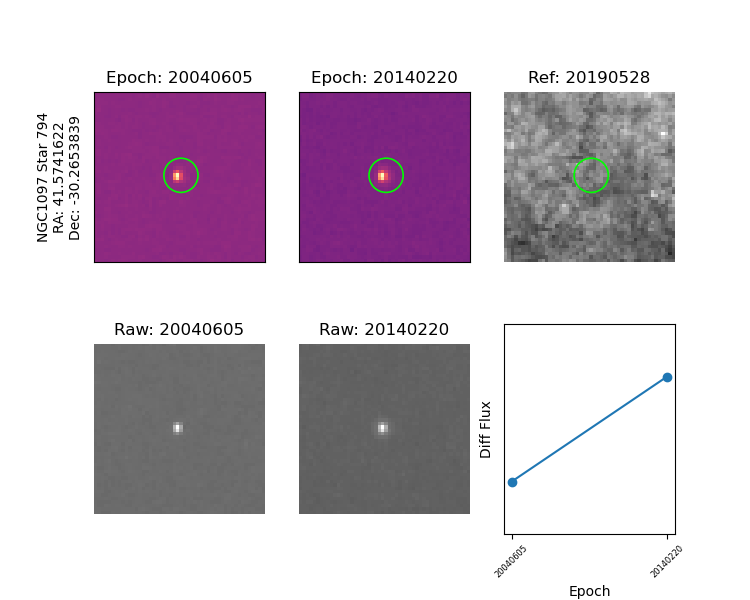 NGC1097 Star 794
RA: 41.5741622
Dec: -30.2653839
Epoch: 20040605
Epoch: 20140220
Ref: 20190528
Raw: 20040605
Raw: 20140220
Diff Flux
20040605
20140220
Epoch